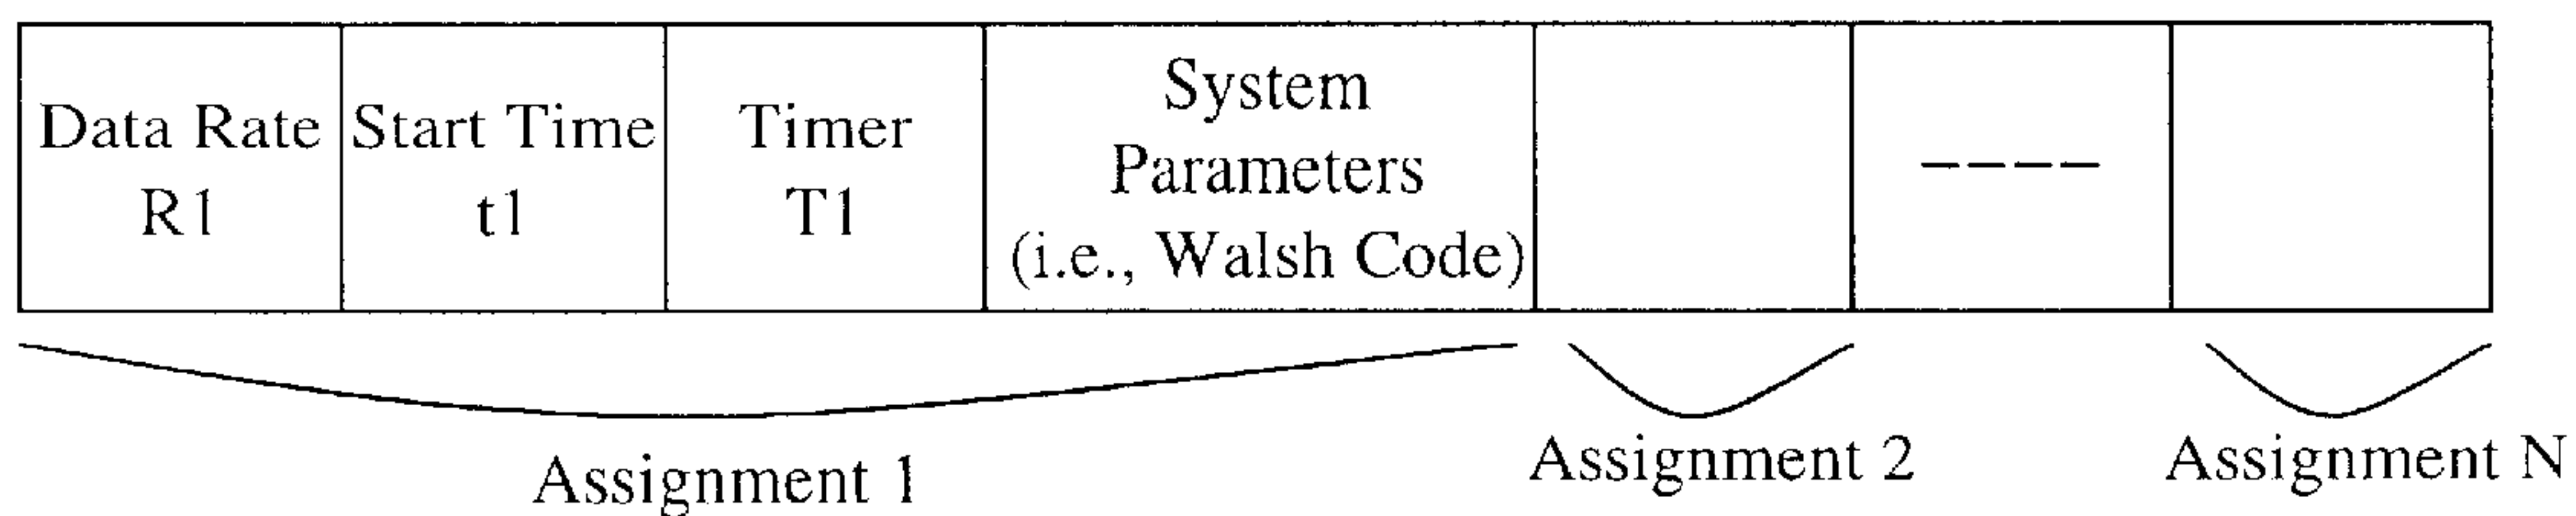 Data Rate
R1
Start Time
t1
Timer
T1
System
Parameters
(i.e., Walsh Code)
----
Assignment 1
Assignment 2
Assignment N